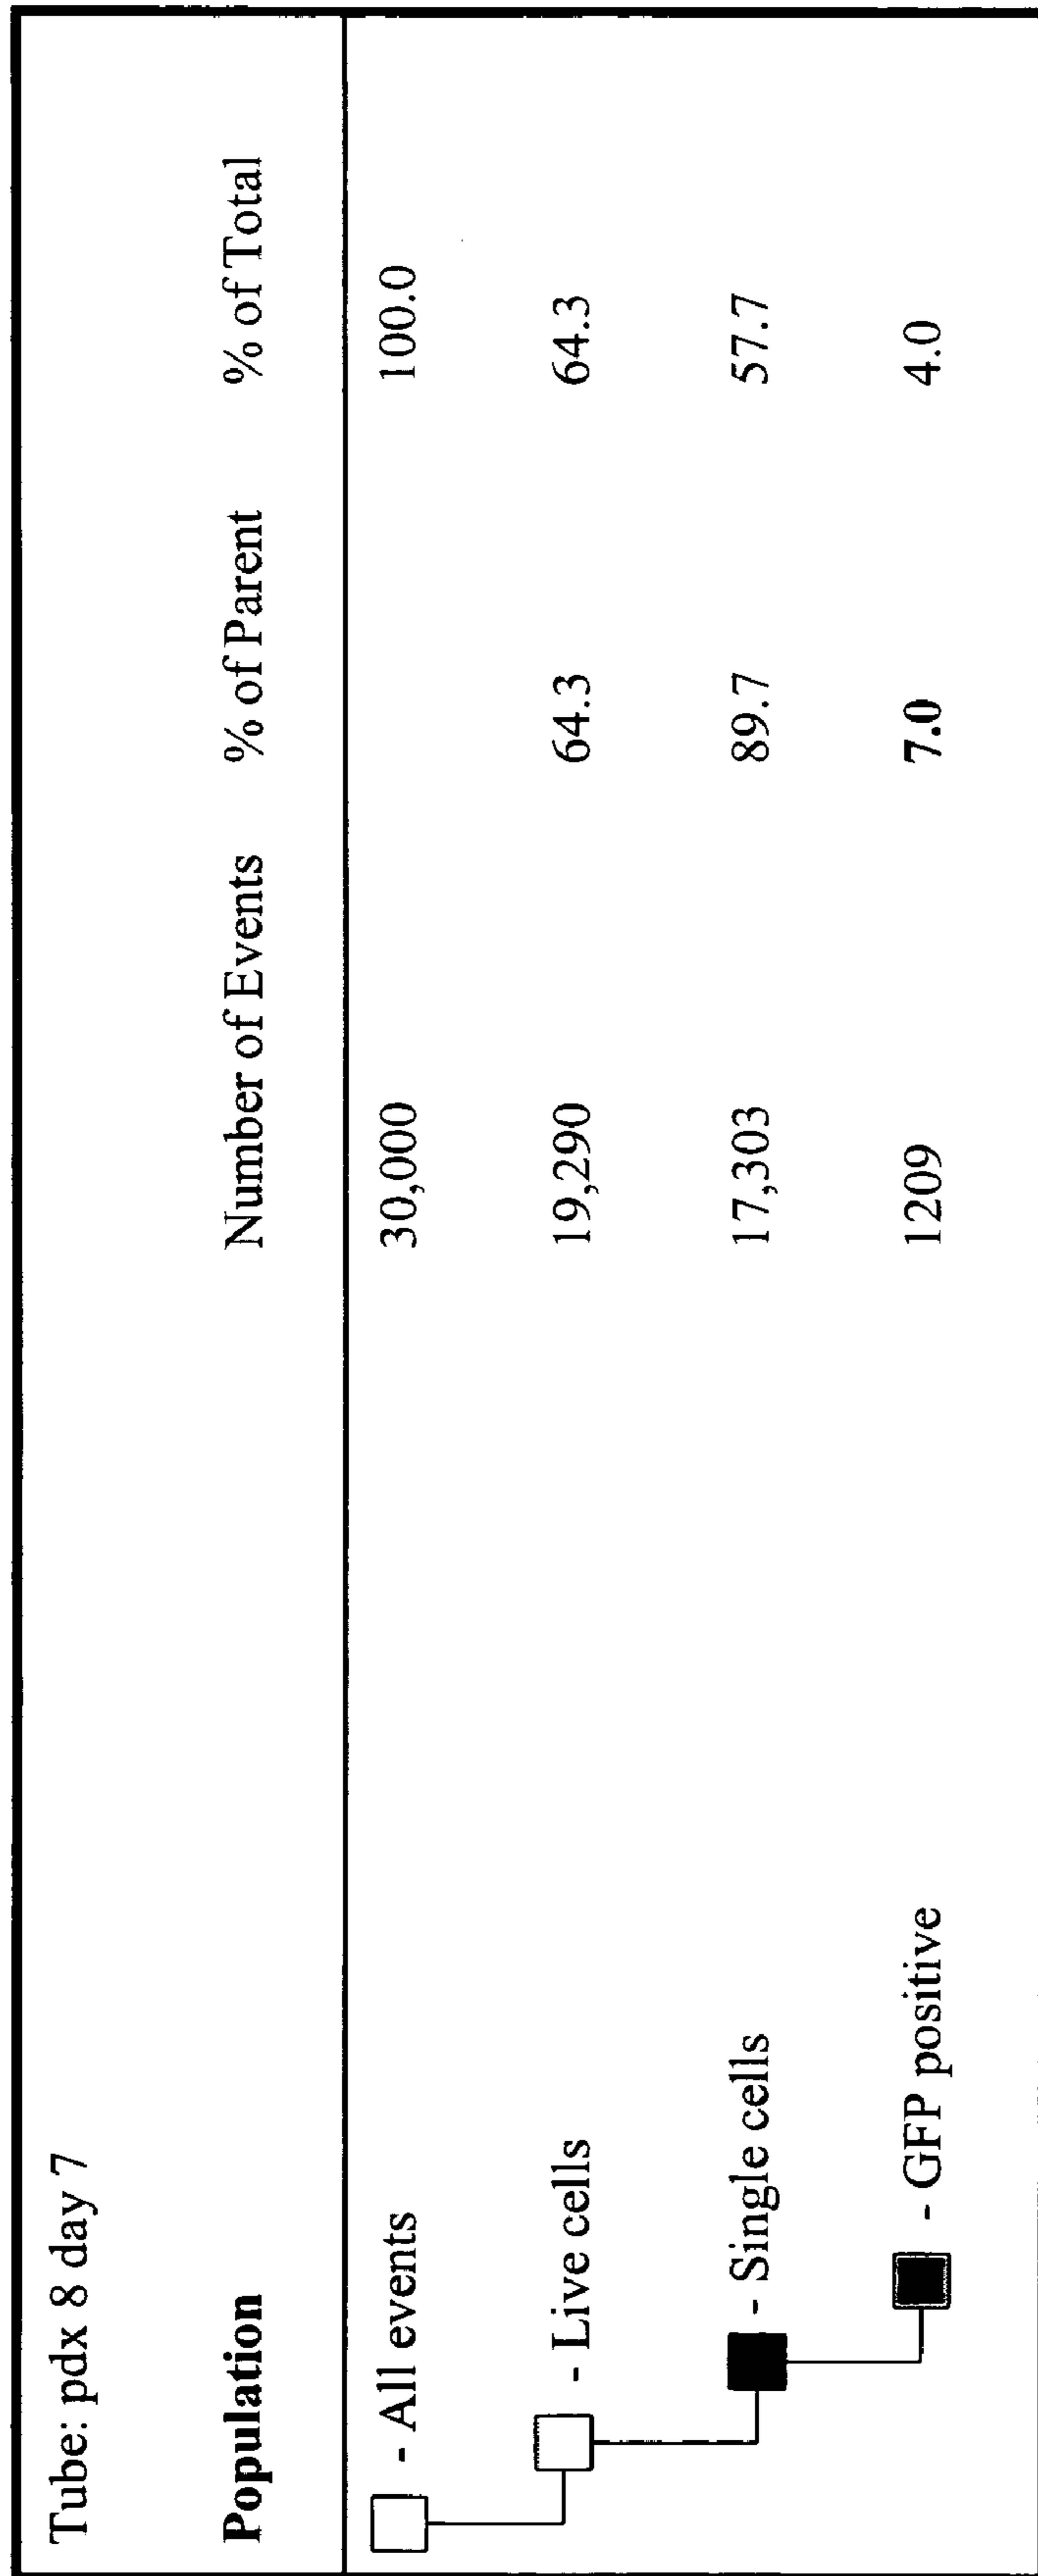 Tube: pdx 8 day 7
Population Number of Events % of Parent % of Total
- All events 30,000 100.0
- Live cells 19,290 64.3 64.3
- Single cells 17,303 89.7 57.7
- GFP positive 1209 7.0 4.0